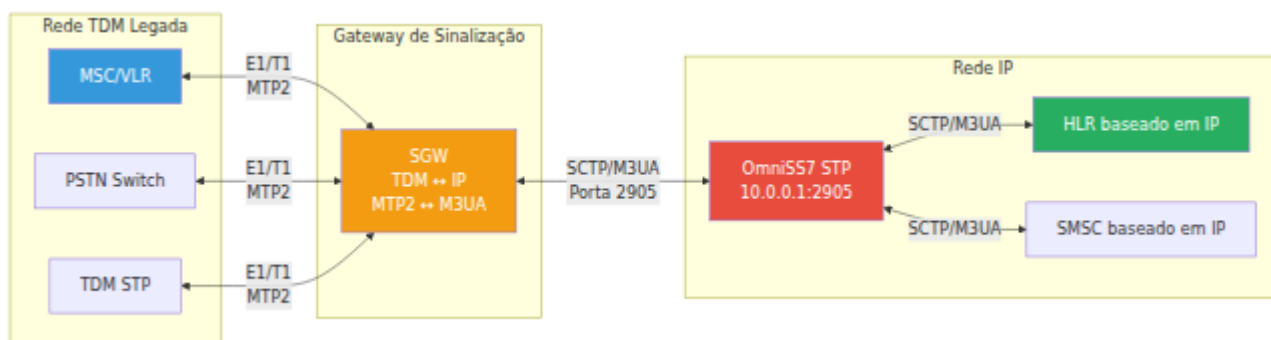 Rede TDM Legada
MSC/VLR
PSTN Switch
TDM STP
E1/T1
MTP2
E1/T1
MTP2
E1/T1
MTP2
Gateway de Sinalização
SGW
TDM ↔ IP
MTP2 ↔ M3UA
SCTP/M3UA
Porta 2905
Rede IP
OmniSS7 STP
10.0.0.1:2905
SCTP/M3UA
HLR baseado em IP
SCTP/M3UA
SMSC baseado em IP